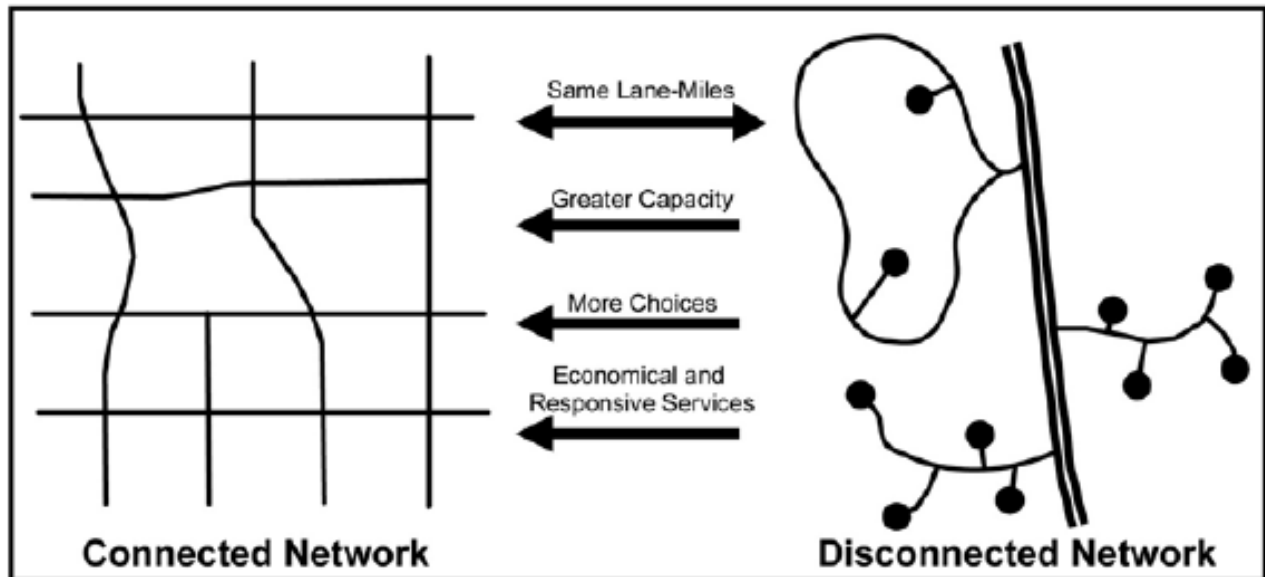 Same Lane-Miles
Greater Capacity
More Choices
Economical and
Responsive Services
Connected Network
Disconnected Network